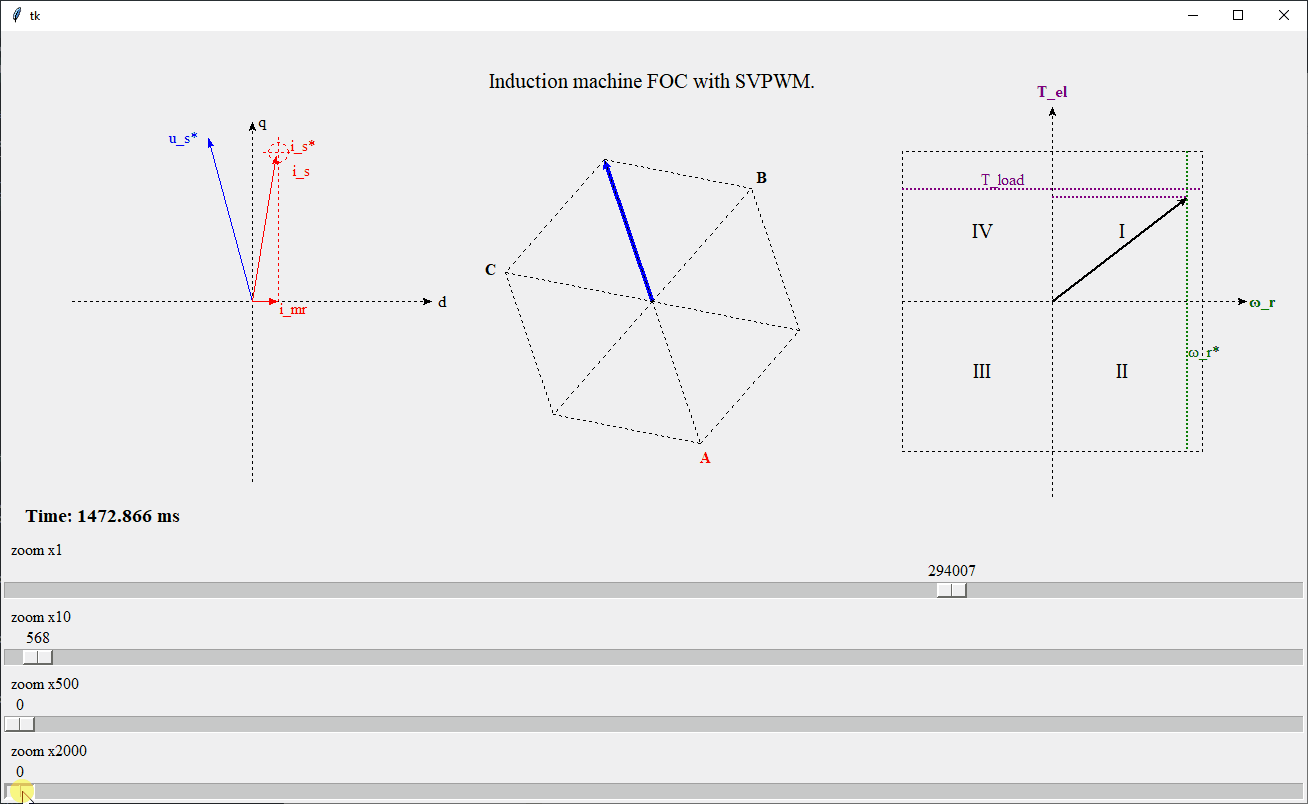 tk
Induction machine FOC with SVPWM.
u_s*
q
i_s*
i_s
i_mr
d
B
C
A
T_el
T_load
IV
I
ω_r
ω_r*
III
II
Time: 1472.866 ms
zoom x1
294007
zoom x10
568
zoom x500
0
zoom x2000
0